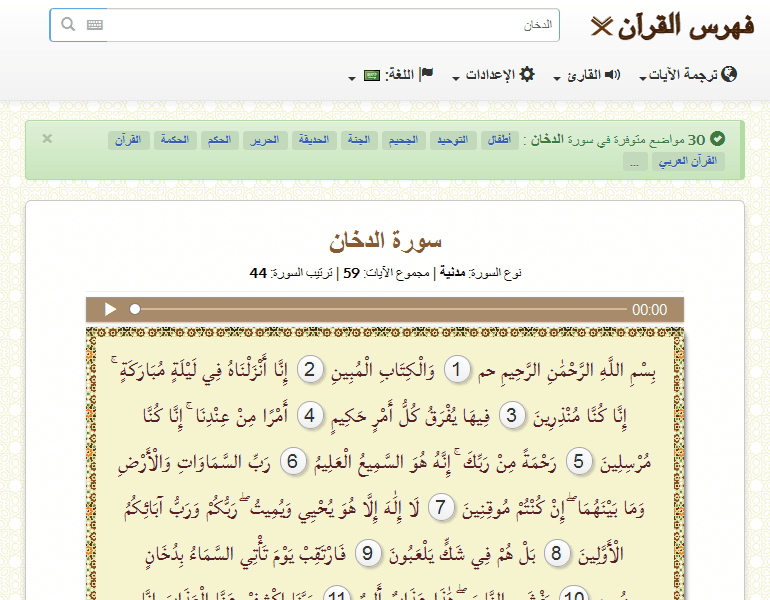 فهرس القرآن
الدخان
ترجمة الآيات القارئ الإعدادات اللغة:
30 مواضع متوفرة في سورة الدخان : أطفال التوحيد الجحيم الجنة الحديقة الحرير الحكم الحكمة القرآن ×
القرآن العربي ...
سورة الدخان
نوع السورة: مدنية | مجموع الآيات: 59 | ترتيب السورة: 44
00:00
بِسْمِ اللَّهِ الرَّحْمَٰنِ الرَّحِيمِ حم 1 وَالْكِتَابِ الْمُبِينِ 2 إِنَّا أَنْزَلْنَاهُ فِي لَيْلَةٍ مُبَارَكَةٍ ۚ
إِنَّا كُنَّا مُنْذِرِينَ 3 فِيهَا يُفْرَقُ كُلُّ أَمْرٍ حَكِيمٍ 4 أَمْرًا مِنْ عِنْدِنَا ۚ إِنَّا كُنَّا
مُرْسِلِينَ 5 رَحْمَةً مِنْ رَبِّكَ ۚ إِنَّهُ هُوَ السَّمِيعُ الْعَلِيمُ 6 رَبِّ السَّمَاوَاتِ وَالْأَرْضِ
وَمَا بَيْنَهُمَا ۖ إِنْ كُنْتُمْ مُوقِنِينَ 7 لَا إِلَٰهَ إِلَّا هُوَ يُحْيِي وَيُمِيتُ ۖ رَبُّكُمْ وَرَبُّ آبَائِكُمُ
الْأَوَّلِينَ 8 بَلْ هُمْ فِي شَكٍّ يَلْعَبُونَ 9 فَارْتَقِبْ يَوْمَ تَأْتِي السَّمَاءُ بِدُخَانٍ